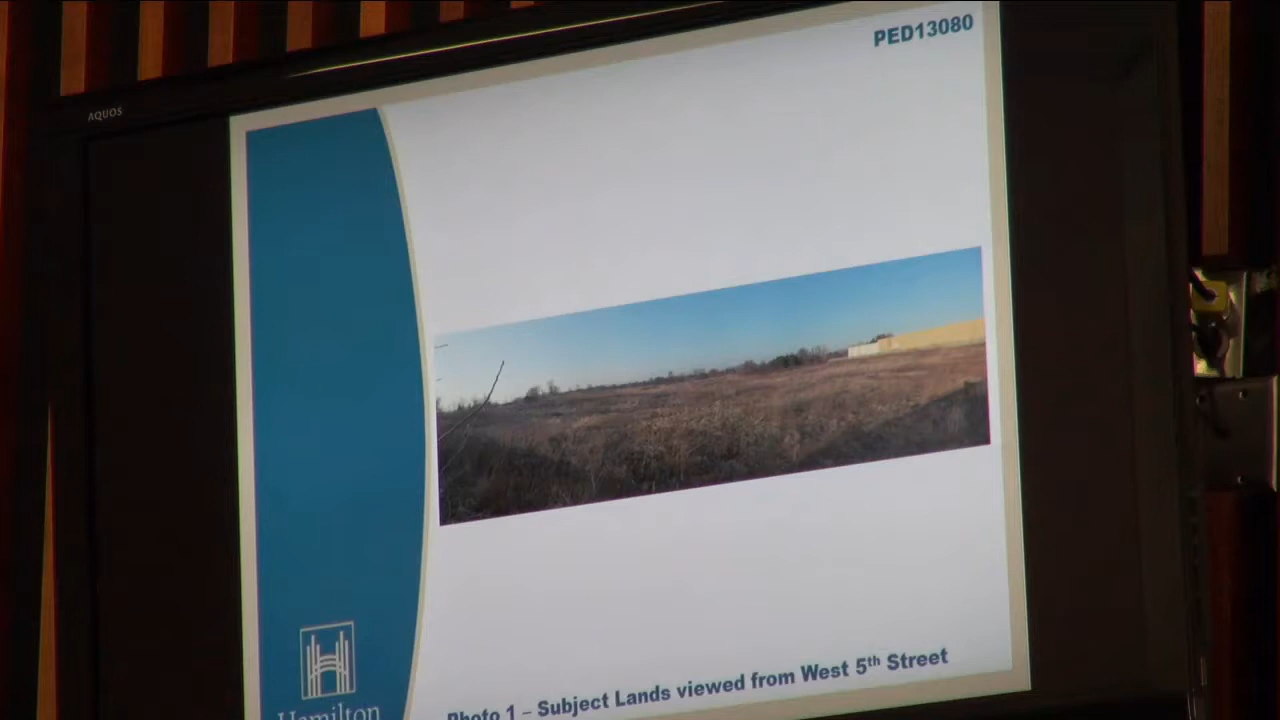 PED13080
AQUOS
Hamilton
Photo 1 – Subject Lands viewed from West 5th Street